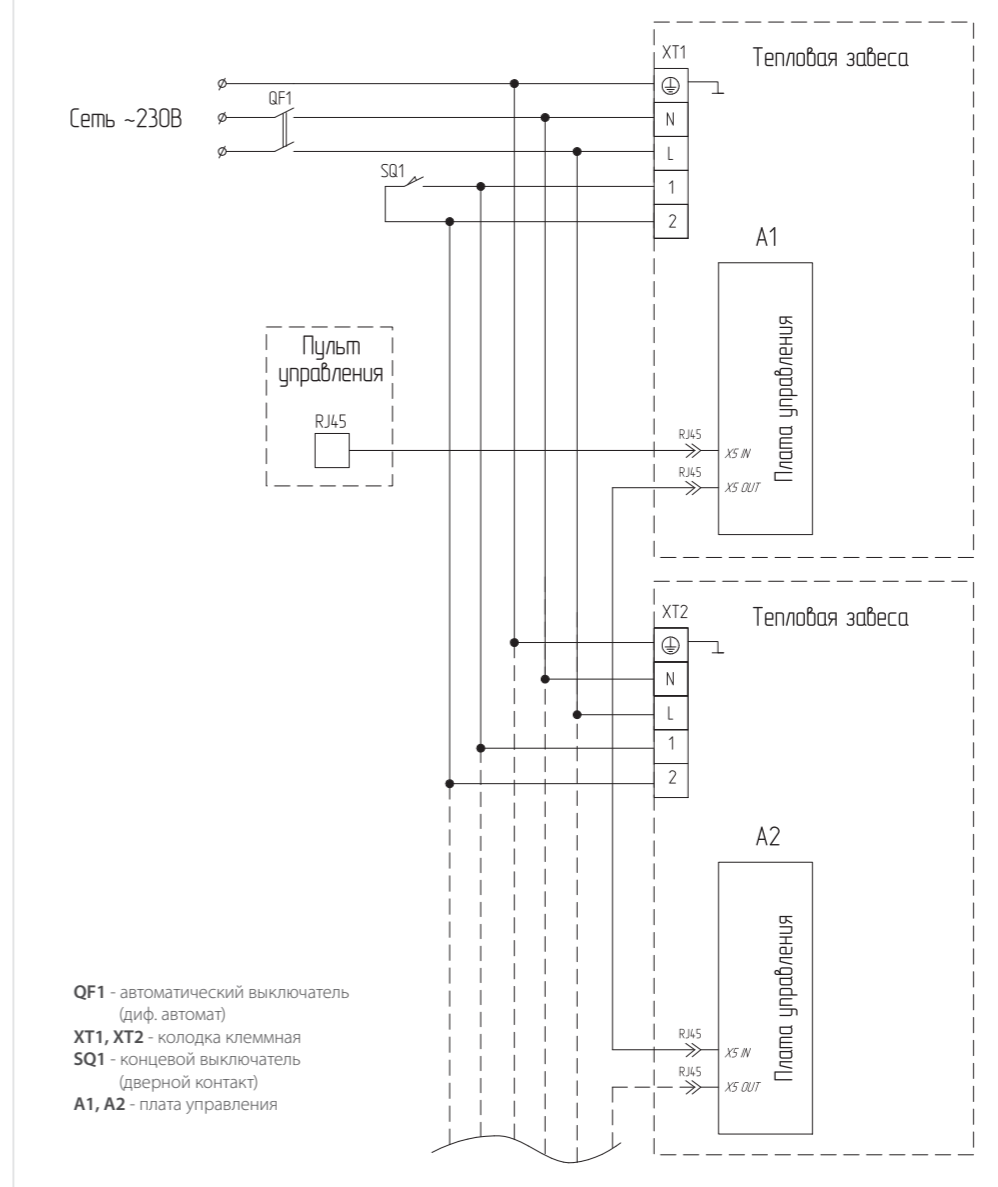 XT1
Тепловая завеса
Сеть ~230В
QF1
N
L
SQ1
1
2
A1
Пульт
управления
RJ45
Плата управления
RJ45
X5 IN
RJ45
X5 OUT
XT2
Тепловая завеса
N
L
1
2
A2
Плата управления
RJ45
X5 IN
RJ45
X5 OUT
QF1 - автоматический выключатель
(диф. автомат)
XT1, XT2 - колодка клеммная
SQ1 - концевой выключатель
(дверной контакт)
A1, A2 - плата управления